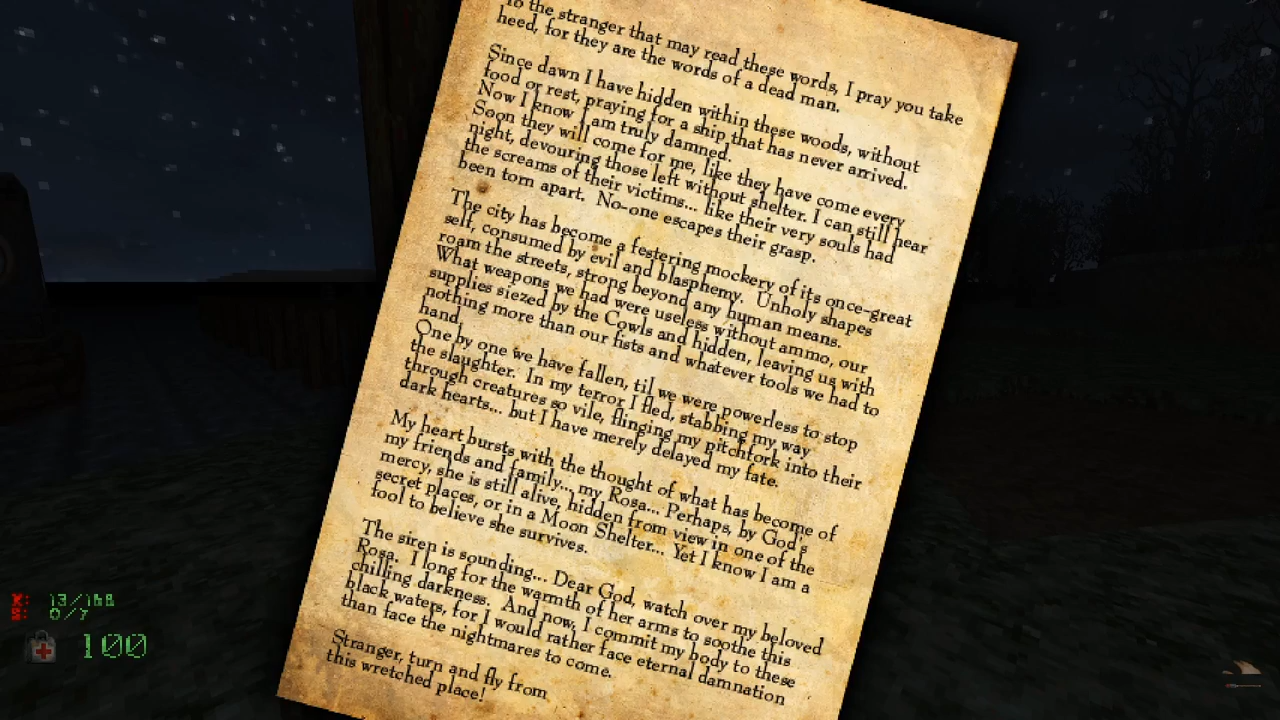 To the stranger that may read these words, I pray you take
heed, for they are the words of a dead man.
Since dawn I have hidden within these woods, without
food or rest, praying for a ship that has never arrived.
Now I know I am truly damned.
Soon they will come for me, like they have come every
night, devouring those left without shelter. I can still hear
the screams of their victims... like their very souls had
been torn apart.  No-one escapes their grasp.
The city has become a festering mockery of its once-great
self, consumed by evil and blasphemy.  Unholy shapes
roam the streets, strong beyond any human means.
What weapons we had were useless without ammo, our
supplies siezed by the Cowls and hidden, leaving us with
nothing more than our fists and whatever tools we had to
hand.
One by one we have fallen, til we were powerless to stop
the slaughter.  In my terror I fled, stabbing my way
through creatures so vile, flinging my pitchfork into their
dark hearts... but I have merely delayed my fate.
My heart bursts with the thought of what has become of
my friends and family... my Rosa... Perhaps, by God's
mercy, she is still alive, hidden from view in one of the
secret places, or in a Moon Shelter... Yet I know I am a
fool to believe she survives.
The siren is sounding... Dear God, watch over my beloved
Rosa.  I long for the warmth of her arms to soothe this
chilling darkness.  And now, I commit my body to these
black waters, for I would rather face eternal damnation
than face the nightmares to come.
Stranger, turn and fly from
this wretched place!
K: 13/168
S: 0/7
100